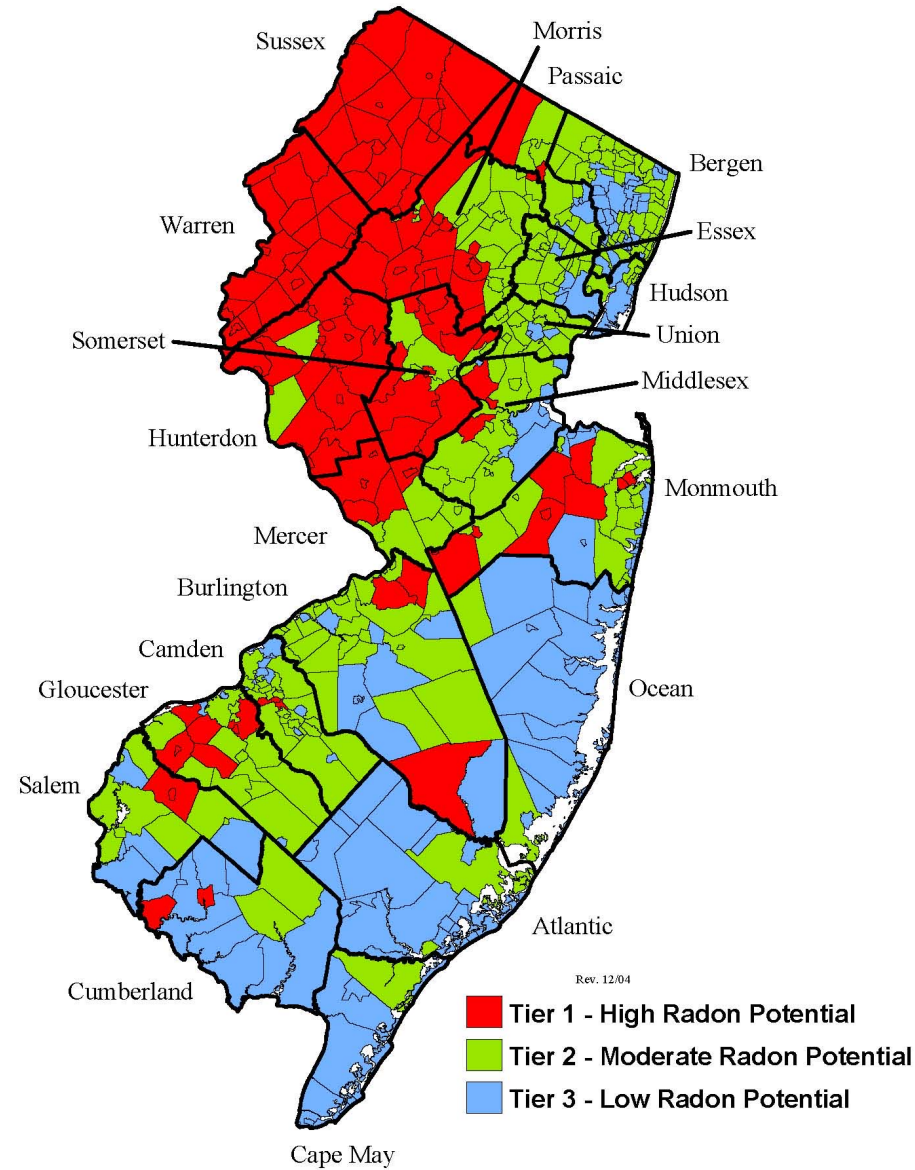 Sussex
Morris
Passaic
Bergen
Warren
Essex
Hudson
Somerset
Union
Middlesex
Hunterdon
Monmouth
Mercer
Burlington
Camden
Gloucester
Ocean
Salem
Atlantic
Cumberland
Rev. 12/04
Tier 1 - High Radon Potential
Tier 2 - Moderate Radon Potential
Tier 3 - Low Radon Potential
Cape May